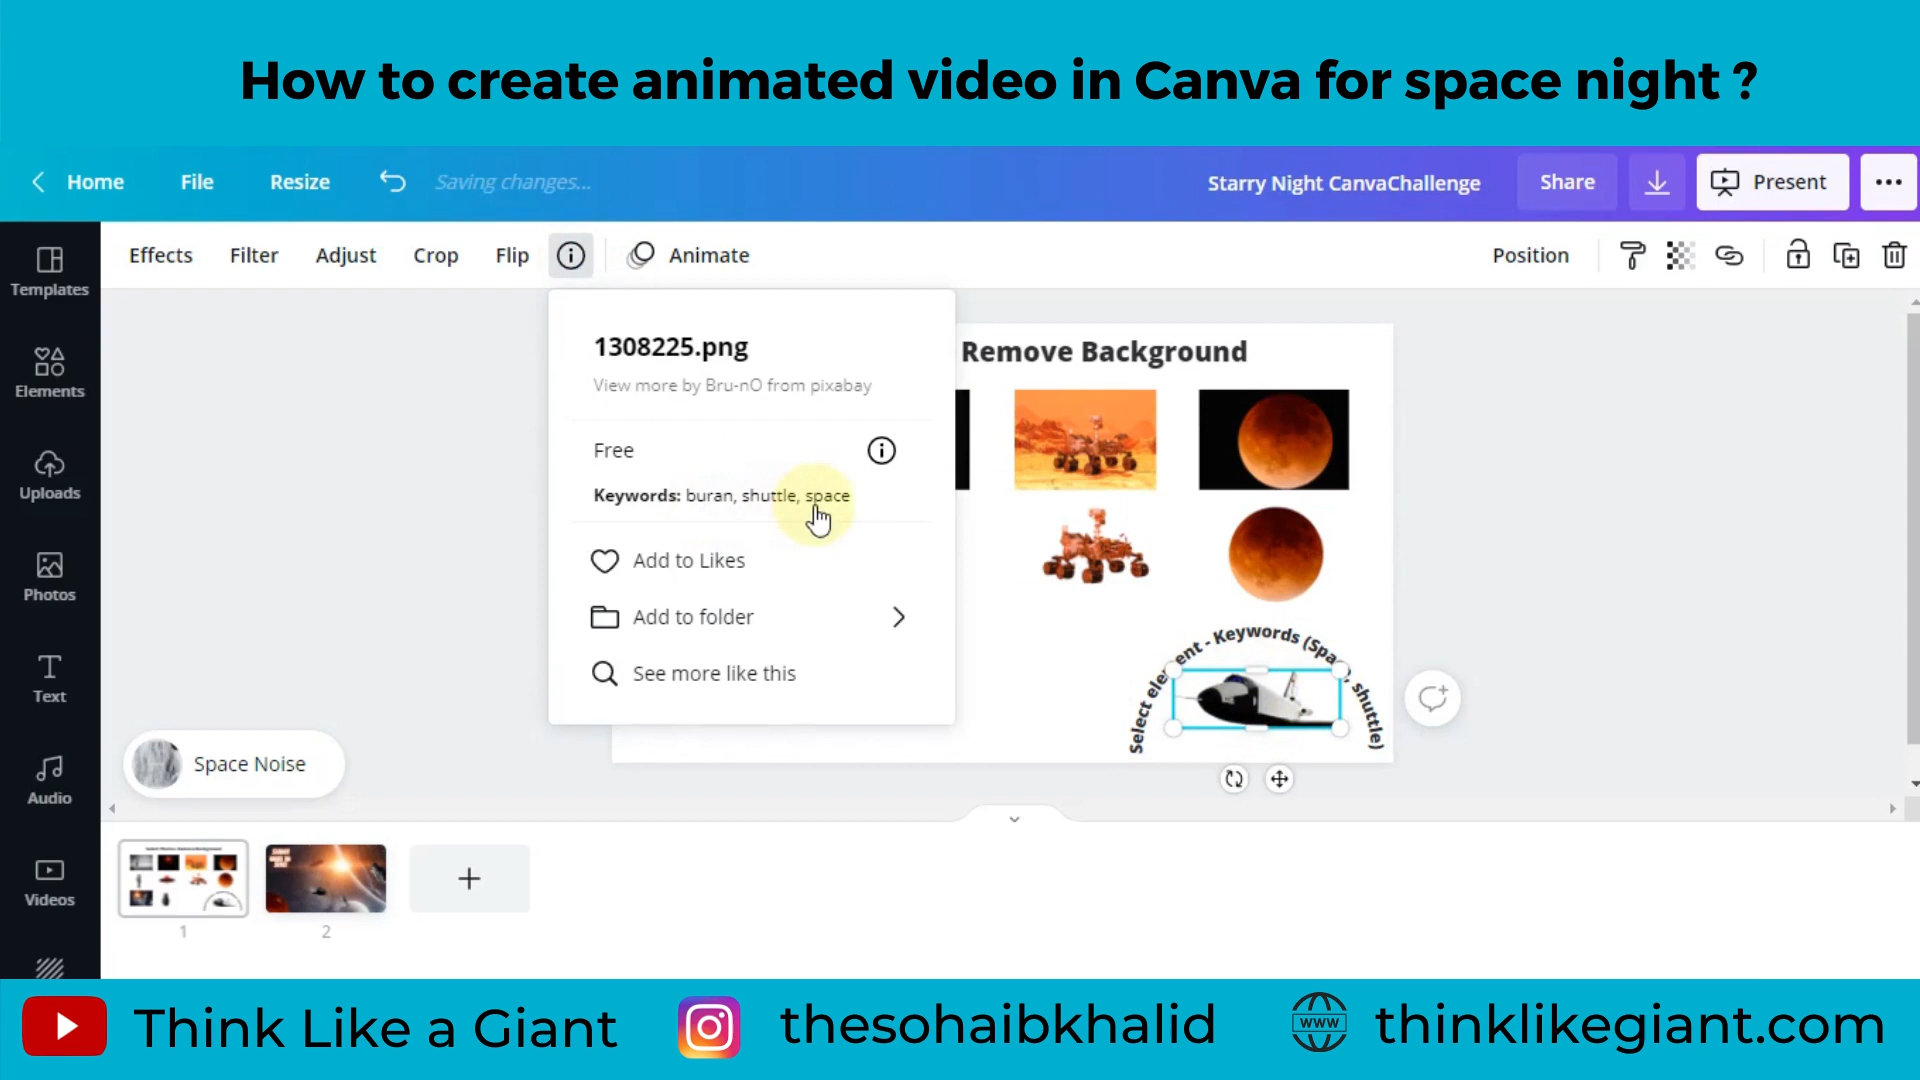 How to create animated video in Canva for space night ?
Home File Resize Saving changes... Starry Night CanvaChallenge Share Present
Effects Filter Adjust Crop Flip Animate Position
Templates
Elements
Uploads
Photos
Text
Audio
Videos
1308225.png
View more by Bru-nO from pixabay
Free
Keywords: buran, shuttle, space
Add to Likes
Add to folder
See more like this
Remove Background
Select ele ent - Keywords (Spa , shuttle)
Space Noise
1
2
Think Like a Giant
thesohaibkhalid
www
thinklikegiant.com